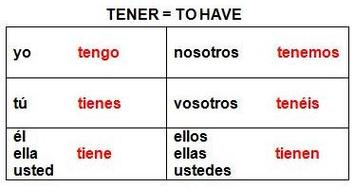 TENER = TO HAVE
yo tengo nosotros tenemos
tú tienes vosotros tenéis
él ellos
ella tiene ellas tienen
usted ustedes